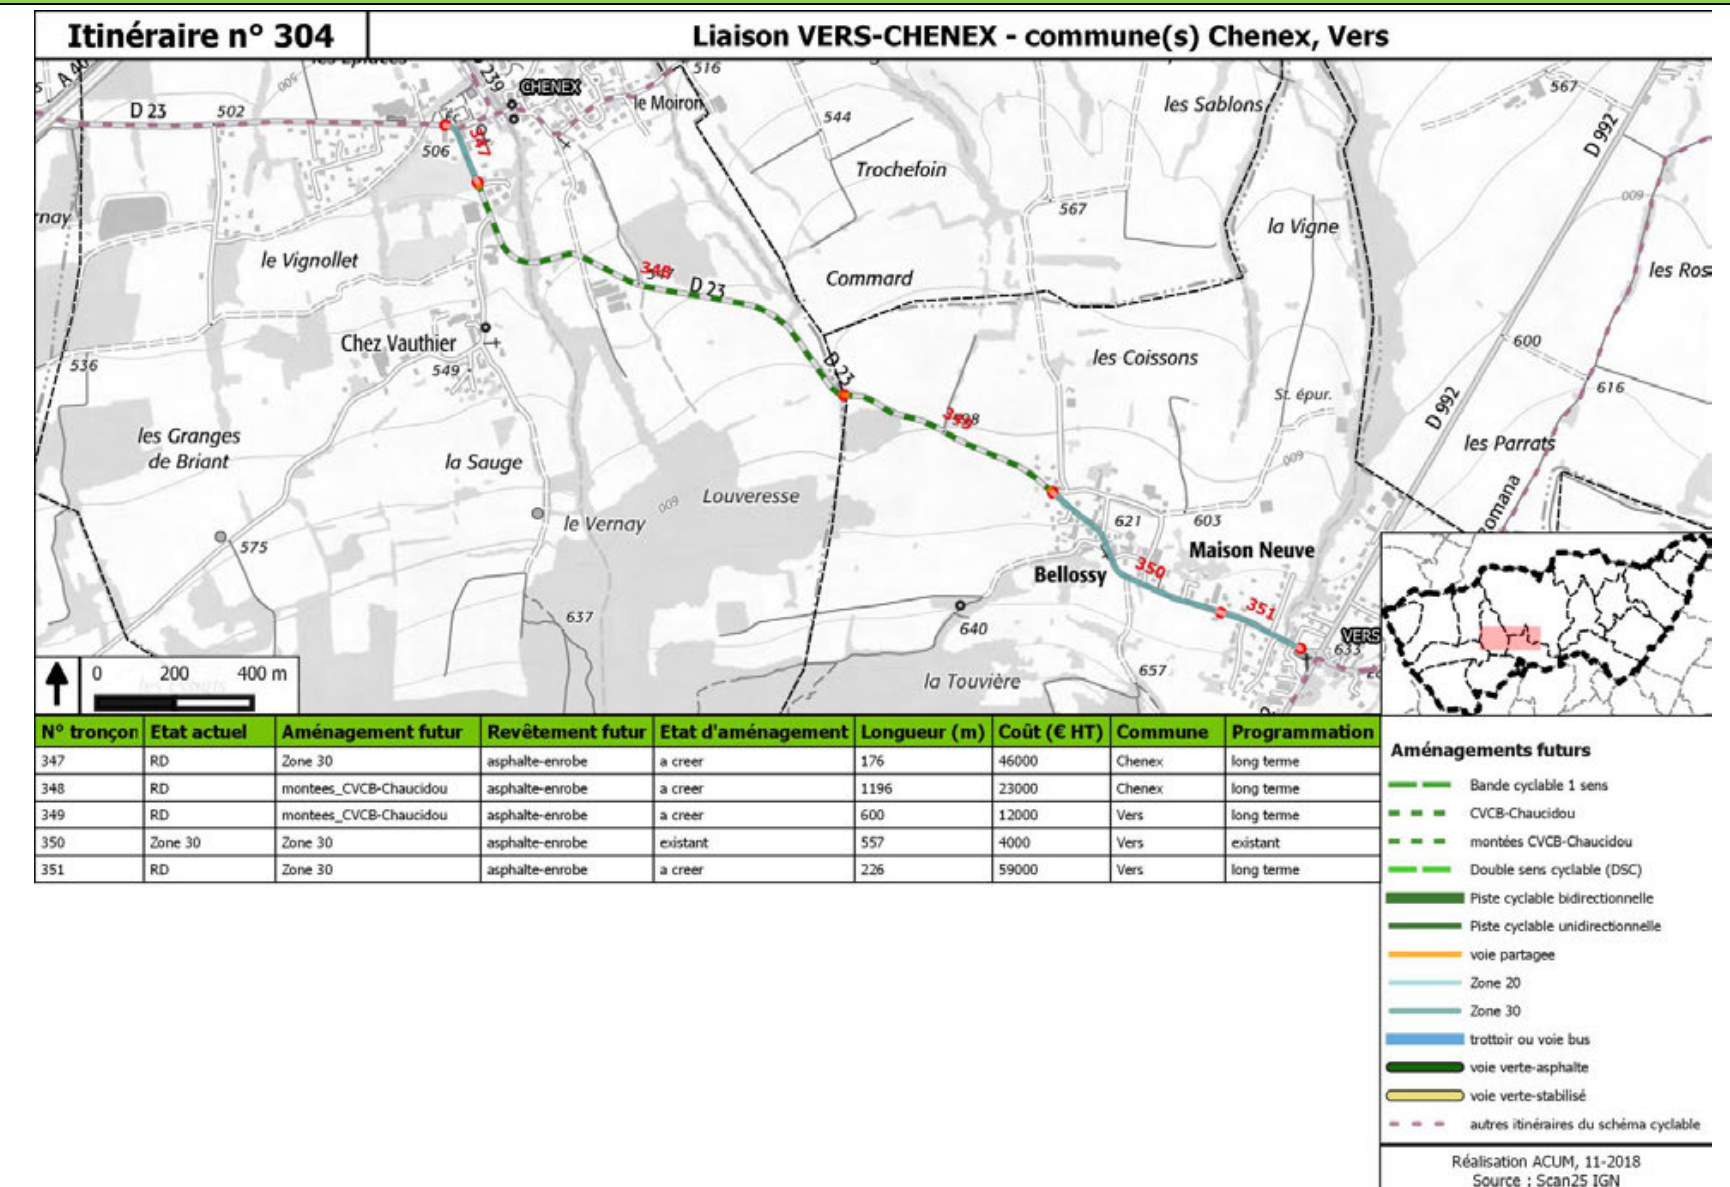 Itinéraire n° 304
Liaison VERS-CHENEX - commune(s) Chenex, Vers
A 40
D 23
502
500
239
CHENEX
516
le Moiron
544
les Sablons
567
D 992
347
506
Trochefoin
567
la Vigne
600
les Ros
rnay
le Vignollet
348
D 23
Commard
Chez Vauthier
549
536
D 23
les Coissons
600
616
St. épur.
D 992
349
les Granges
de Briant
la Sauge
Louveresse
600
600
les Parrats
le Vernay
575
621
603
Maison Neuve
Bellossy
350
351
omana
637
640
VERS
633
657
la Touvière
0 200 400 m
N° tronçon Etat actuel Aménagement futur Revêtement futur Etat d'aménagement Longueur (m) Coût (€ HT) Commune Programmation
347 RD Zone 30 asphalte-enrobe a creer 176 46000 Chenex long terme
348 RD montees_CVCB-Chaucidou asphalte-enrobe a creer 1196 23000 Chenex long terme
349 RD montees_CVCB-Chaucidou asphalte-enrobe a creer 600 12000 Vers long terme
350 Zone 30 Zone 30 asphalte-enrobe existant 557 4000 Vers existant
351 RD Zone 30 asphalte-enrobe a creer 226 59000 Vers long terme
Aménagements futurs
Bande cyclable 1 sens
CVCB-Chaucidou
montées CVCB-Chaucidou
Double sens cyclable (DSC)
Piste cyclable bidirectionnelle
Piste cyclable unidirectionnelle
voie partagee
Zone 20
Zone 30
trottoir ou voie bus
voie verte-asphalte
voie verte-stabilisé
autres itinéraires du schéma cyclable
Réalisation ACUM, 11-2018
Source : Scan25 IGN